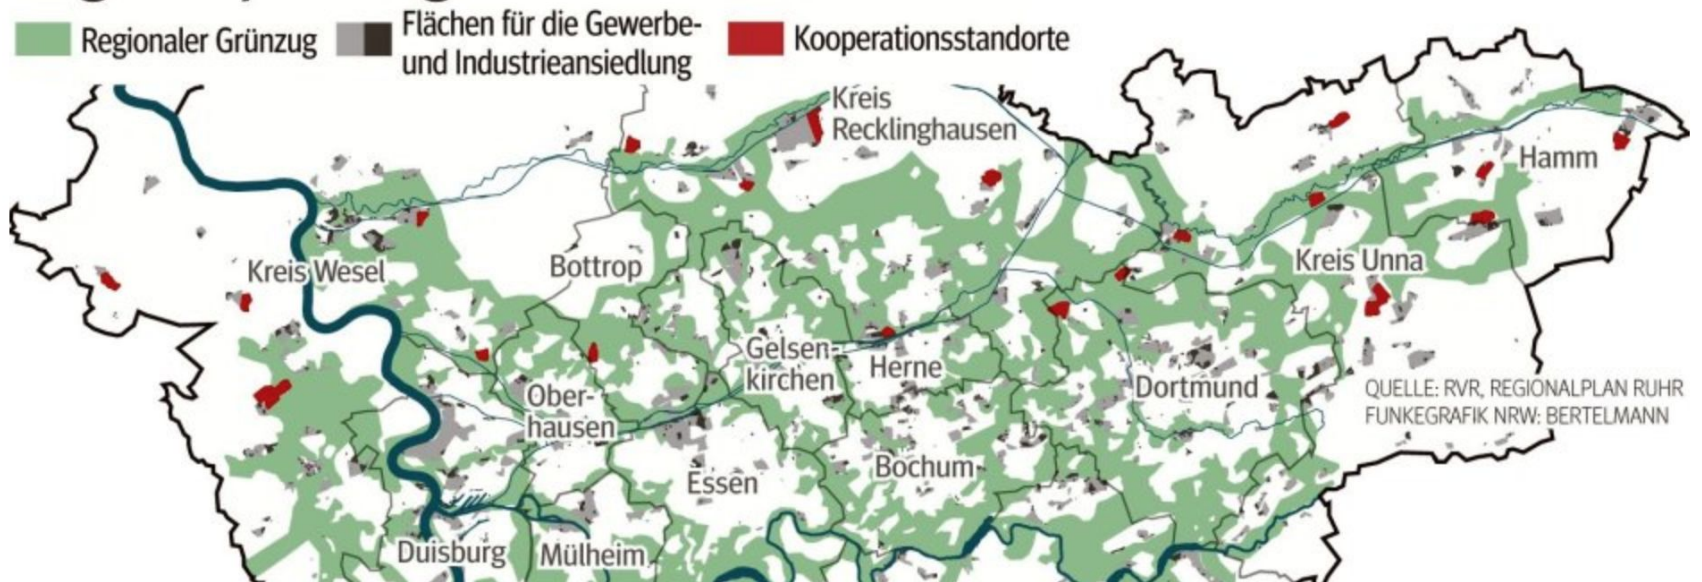 Regionaler Grünzug
Flächen für die Gewerbe-
und Industrieansiedlung
Kooperationsstandorte
Kreis
Recklinghausen
Hamm
Kreis Wesel
Bottrop
Kreis Unna
Gelsen-
kirchen
Herne
Ober-
hausen
Dortmund
QUELLE: RVR, REGIONALPLAN RUHR
FUNKEGRAFIK NRW: BERTELMANN
Essen
Bochum
Duisburg
Mülheim